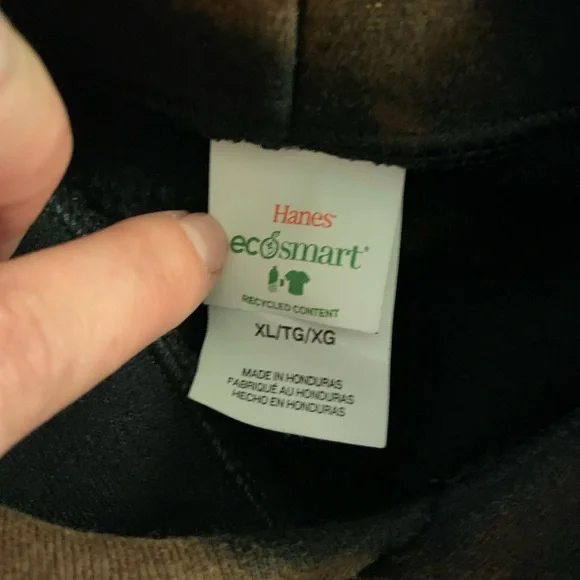 Hanes
ecosmart®
RECYCLED CONTENT
XL/TG/XG
MADE IN HONDURAS
FABRIQUÉ AU HONDURAS
HECHO EN HONDURAS